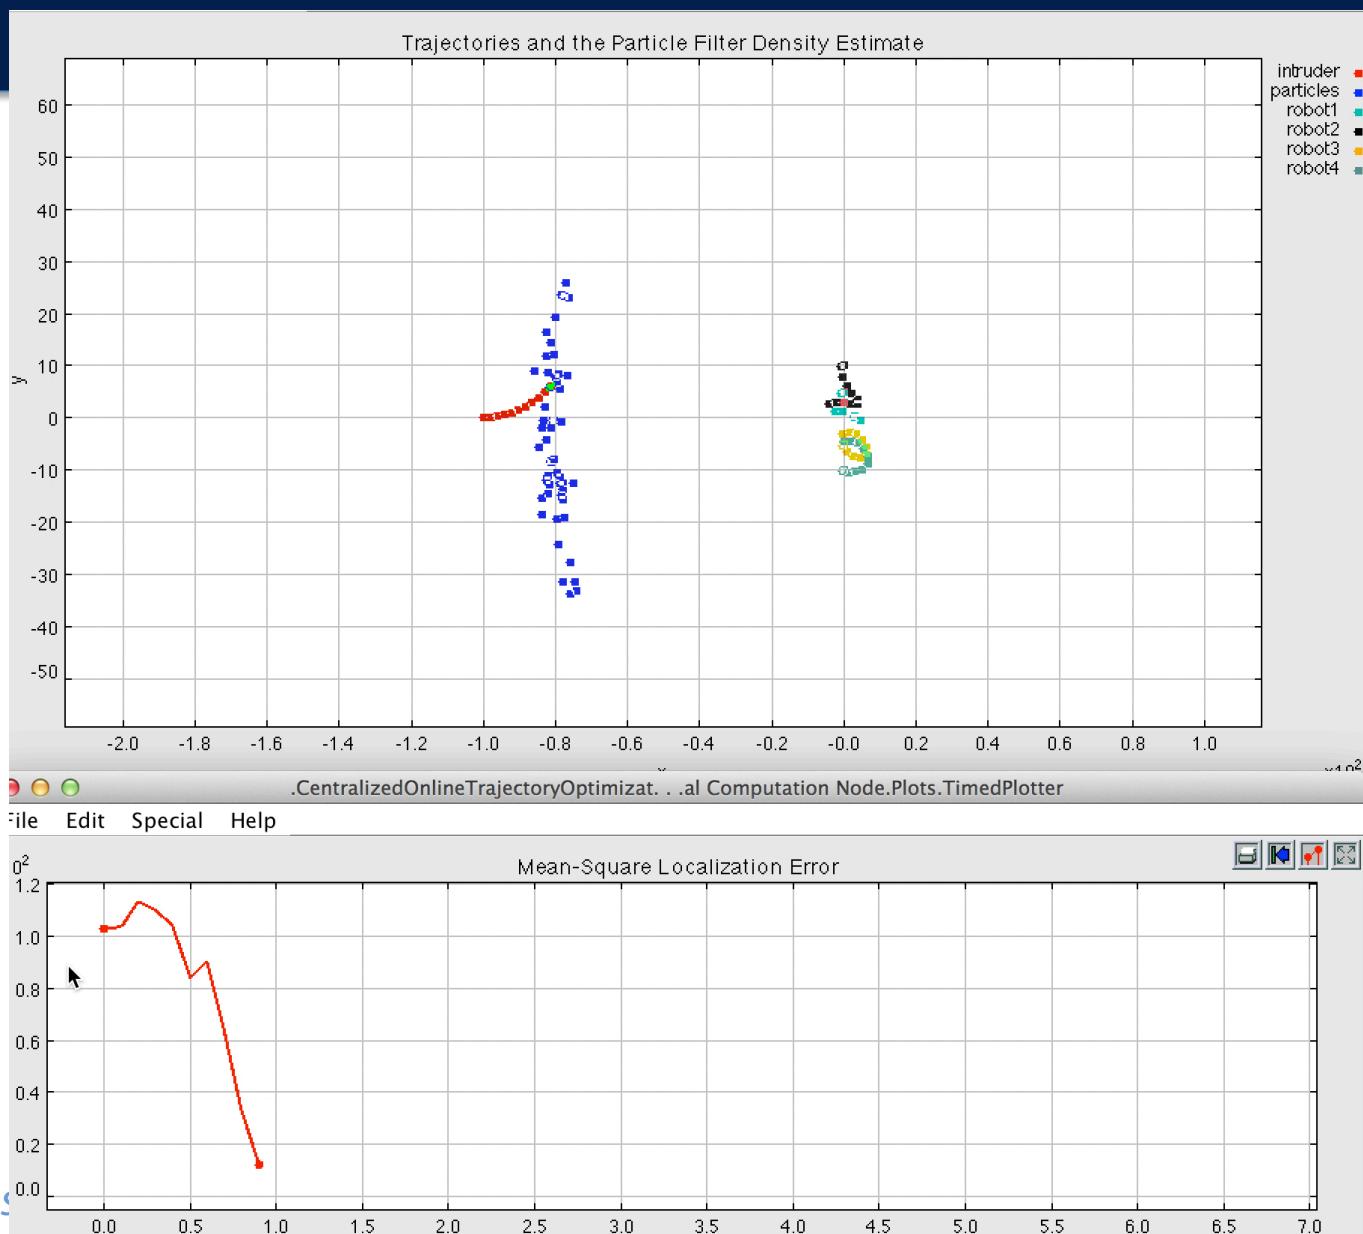 Trajectories and the Particle Filter Density Estimate
intruder
particles
robot1
robot2
robot3
robot4
60
50
40
30
20
10
y
0
-10
-20
-30
-40
-50
-2.0 -1.8 -1.6 -1.4 -1.2 -1.0 -0.8 -0.6 -0.4 -0.2 -0.0 0.2 0.4 0.6 0.8 1.0
×10²
.CentralizedOnlineTrajectoryOptimizat. . .al Computation Node.Plots.TimedPlotter
File Edit Special Help
0² Mean-Square Localization Error
1.2
1.0
0.8
0.6
0.4
0.2
0.0
0.0 0.5 1.0 1.5 2.0 2.5 3.0 3.5 4.0 4.5 5.0 5.5 6.0 6.5 7.0